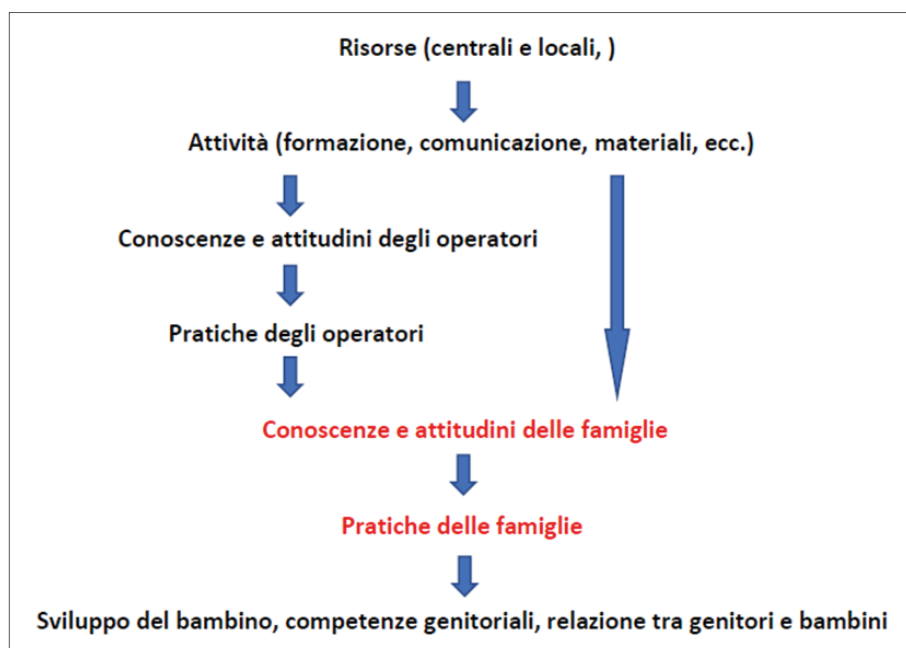 Risorse (centrali e locali, )
Attività (formazione, comunicazione, materiali, ecc.)
Conoscenze e attitudini degli operatori
Pratiche degli operatori
Conoscenze e attitudini delle famiglie
Pratiche delle famiglie
Sviluppo del bambino, competenze genitoriali, relazione tra genitori e bambini